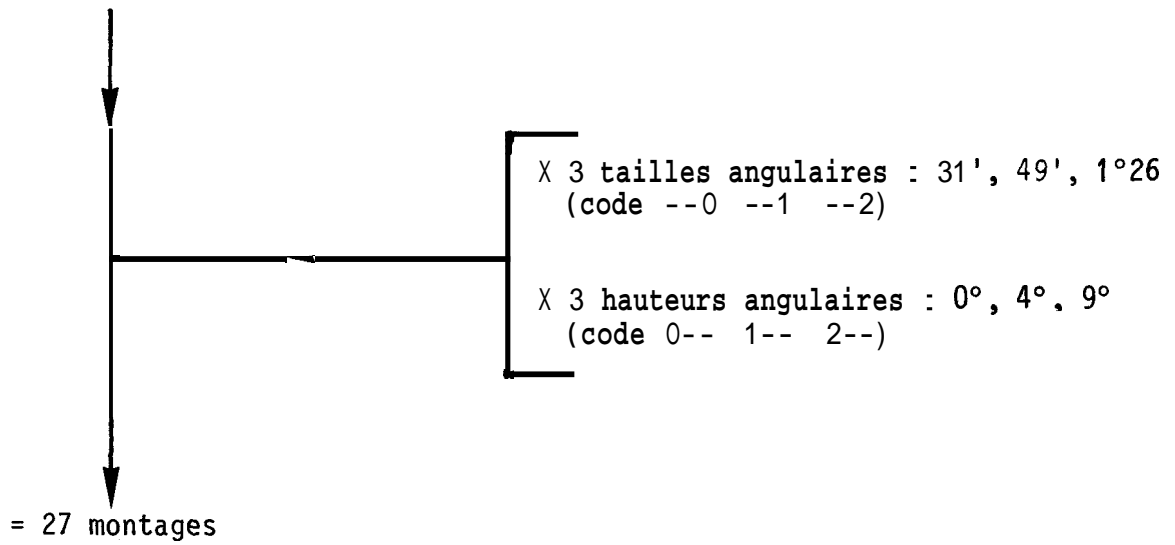 X 3 tailles angulaires : 31', 49', 1°26
(code --0 --1 --2)
X 3 hauteurs angulaires : 0°, 4°, 9°
(code 0-- 1-- 2--)
= 27 montages